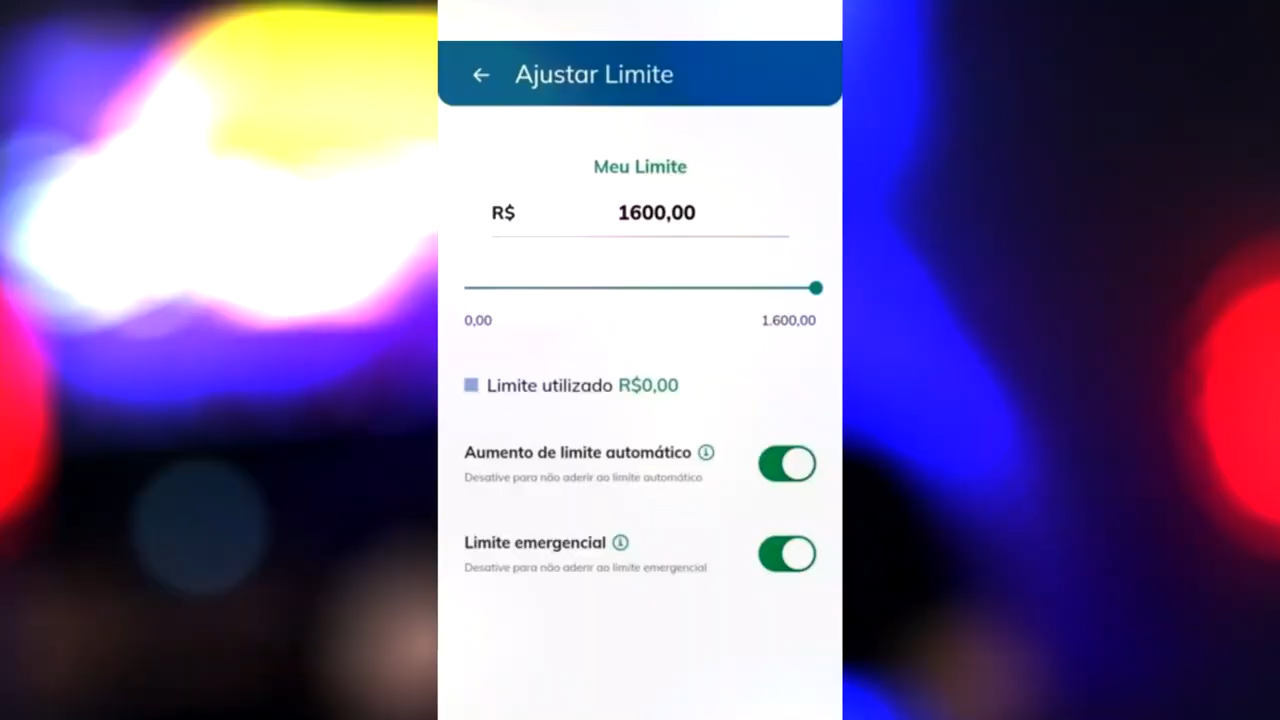 Ajustar Limite
Meu Limite
R$ 1600,00
0,00 1.600,00
Limite utilizado R$0,00
Aumento de limite automático
Desative para não aderir ao limite automático
Limite emergencial
Desative para não aderir ao limite emergencial